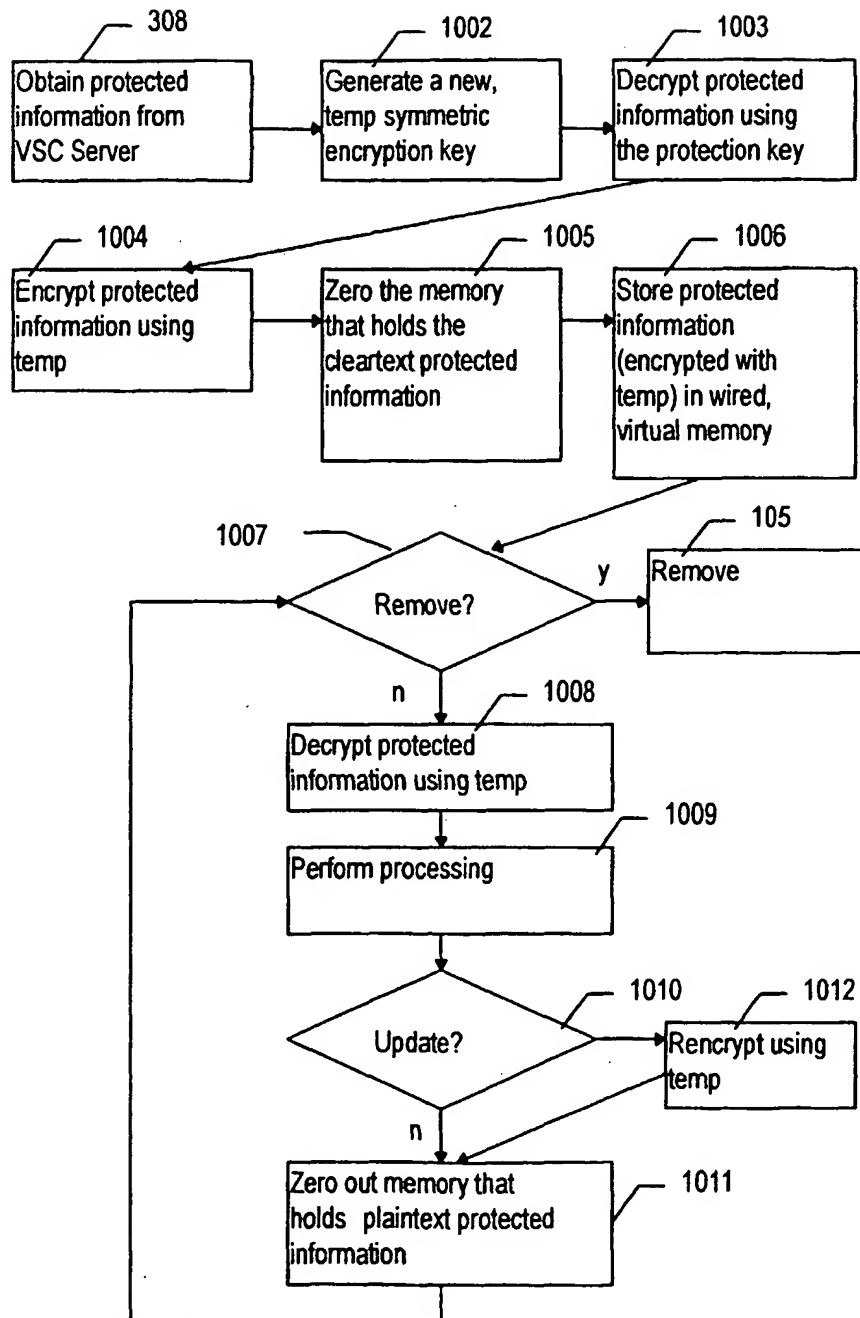 308
Obtain protected
information from
VSC Server
1002
Generate a new,
temp symmetric
encryption key
1003
Decrypt protected
information using
the protection key
1004
Encrypt protected
information using
temp
1005
Zero the memory
that holds the
cleartext protected
information
1006
Store protected
information
(encrypted with
temp) in wired,
virtual memory
1007
Remove?
y
105
Remove
n
1008
Decrypt protected
information using temp
1009
Perform processing
1010
Update?
1012
Rencrypt using
temp
n
1011
Zero out memory that
holds plaintext protected
information